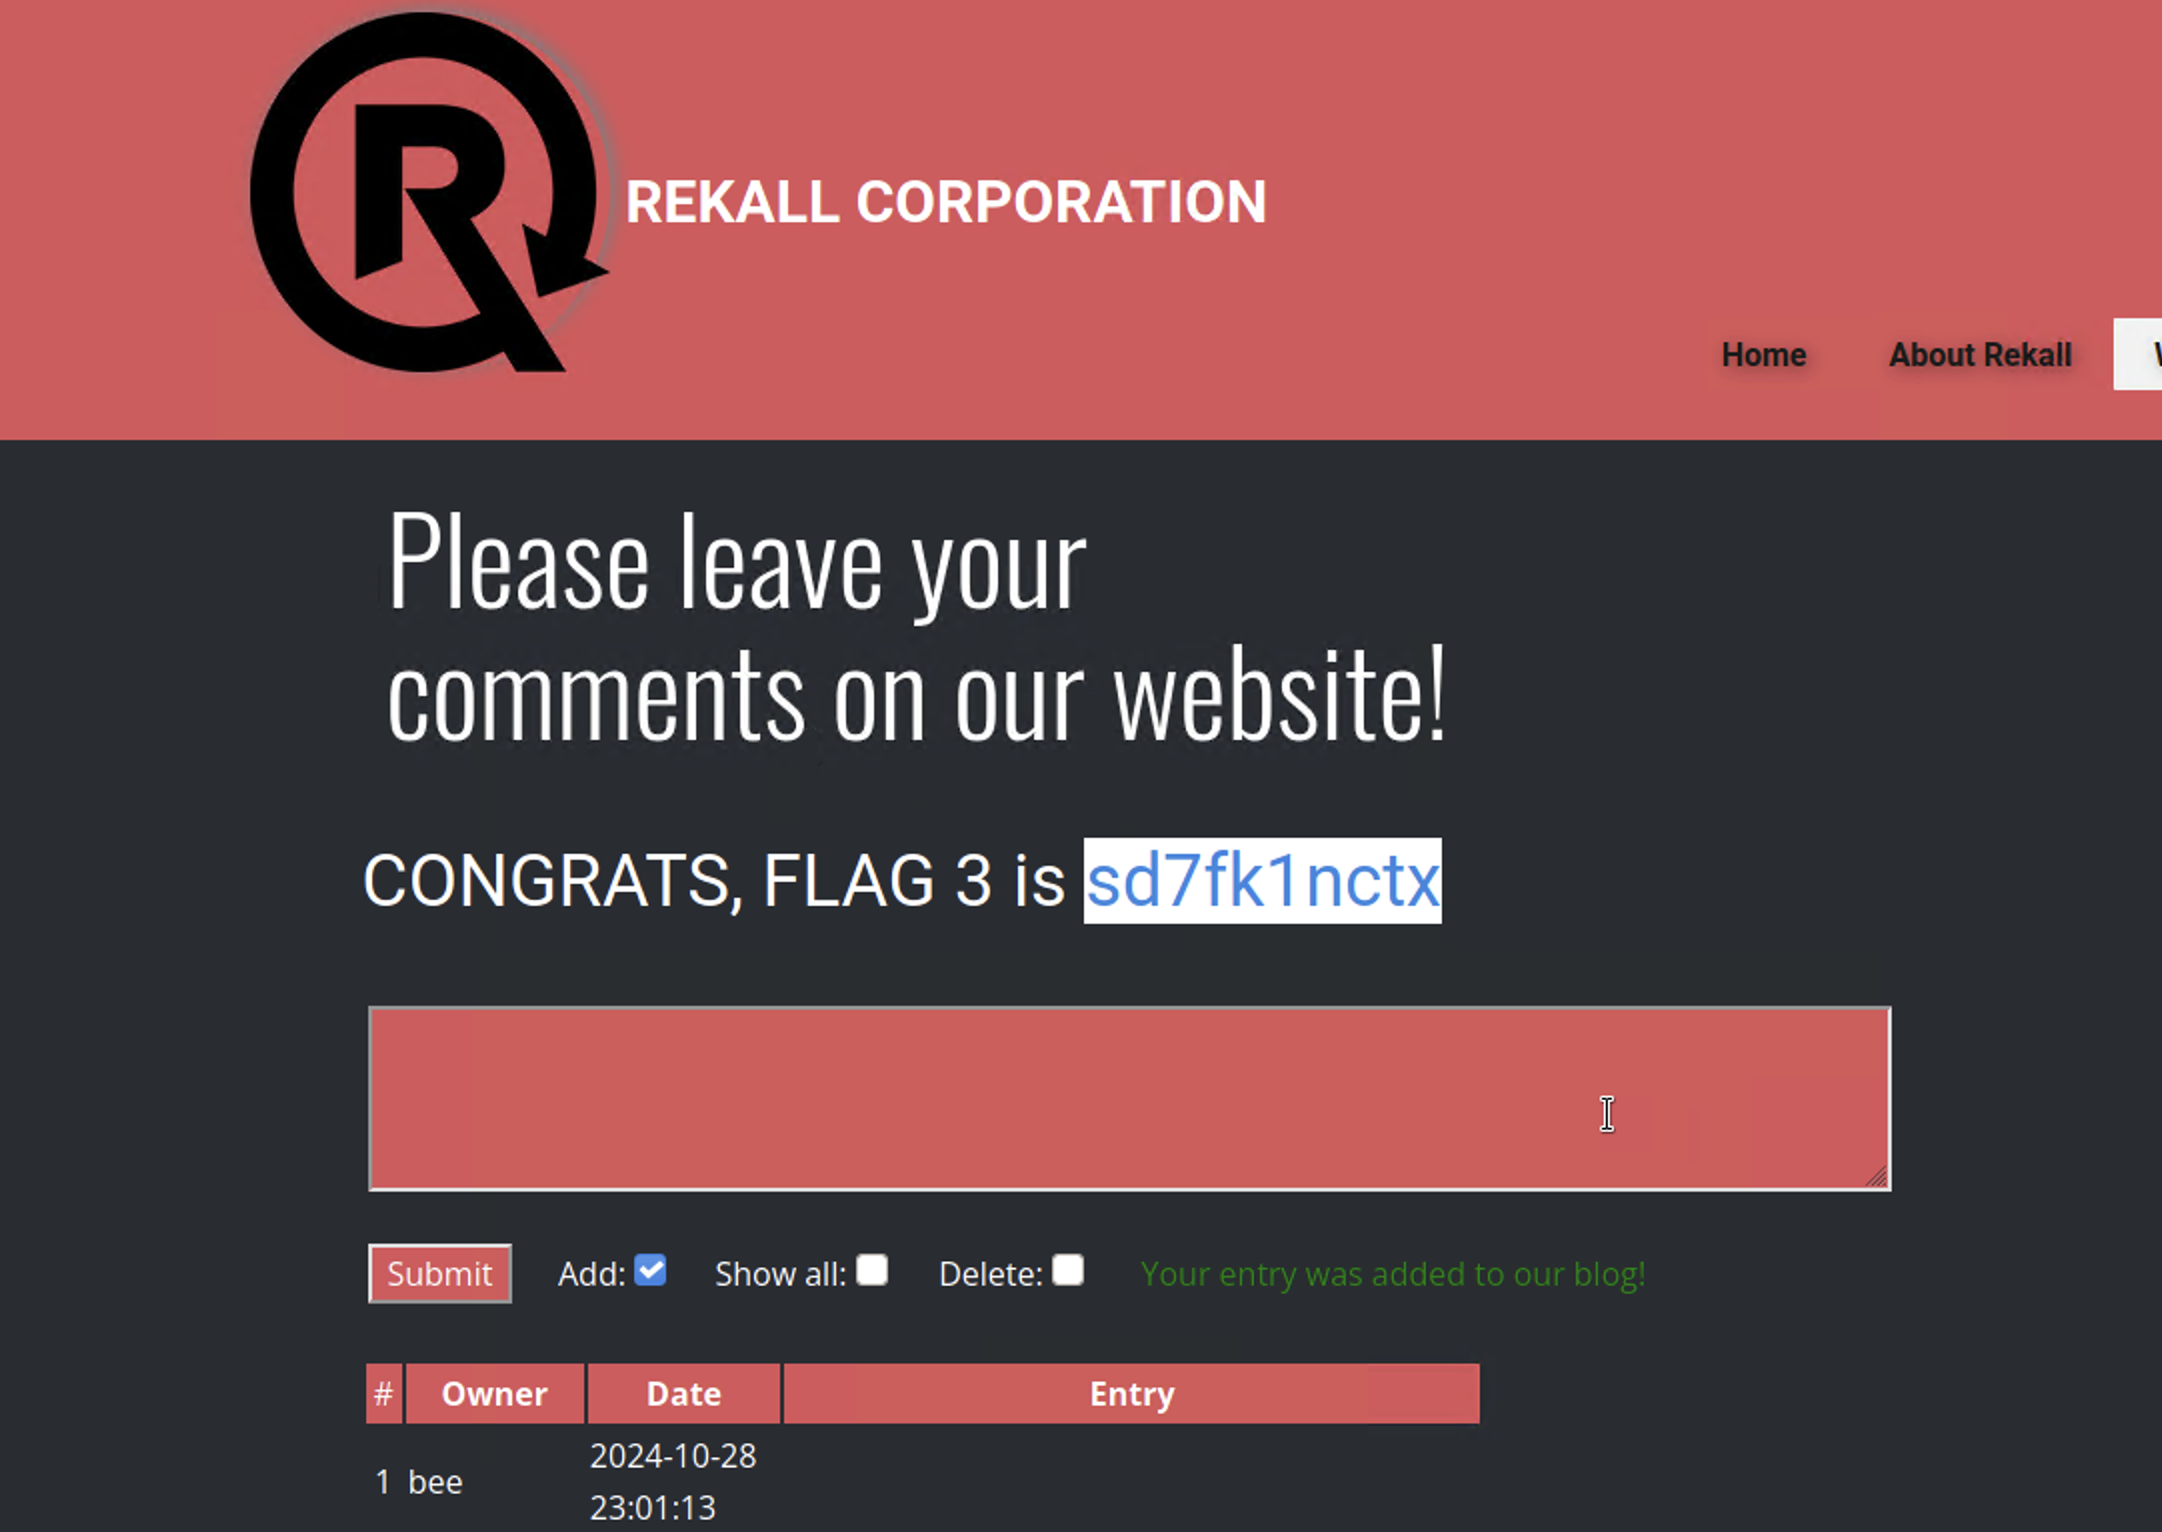 R
REKALL CORPORATION
Home About Rekall
Please leave your
comments on our website!
CONGRATS, FLAG 3 is sd7fk1nctx
Submit Add: Show all: Delete: Your entry was added to our blog!
# Owner Date Entry
1 bee 2024-10-28
23:01:13